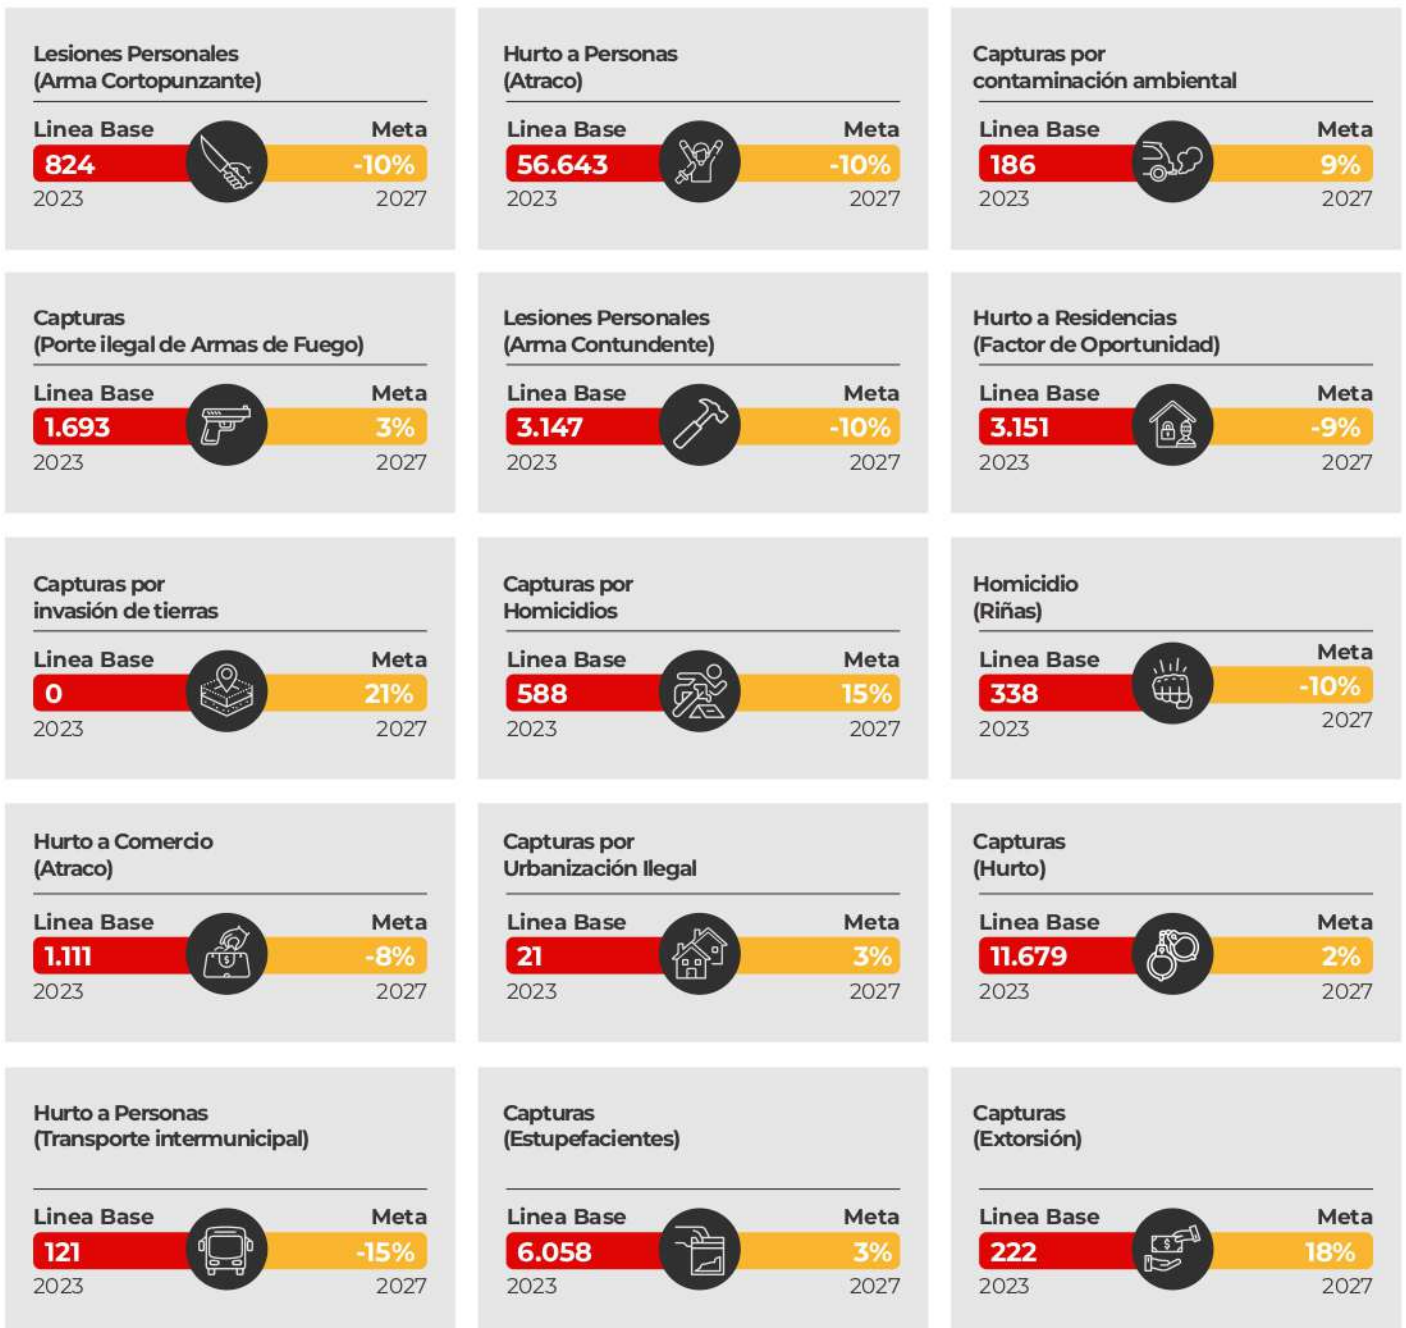 Lesiones Personales
(Arma Cortopunzante)
Linea Base
Meta
824
-10%
2023
2027
Hurto a Personas
(Atraco)
Linea Base
Meta
56.643
-10%
2023
2027
Capturas por
contaminación ambiental
Linea Base
Meta
186
9%
2023
2027
Capturas
(Porte ilegal de Armas de Fuego)
Linea Base
Meta
1.693
3%
2023
2027
Lesiones Personales
(Arma Contundente)
Linea Base
Meta
3.147
-10%
2023
2027
Hurto a Residencias
(Factor de Oportunidad)
Linea Base
Meta
3.151
-9%
2023
2027
Capturas por
invasión de tierras
Linea Base
Meta
0
21%
2023
2027
Capturas por
Homicidios
Linea Base
Meta
588
15%
2023
2027
Homicidio
(Riñas)
Linea Base
Meta
338
-10%
2023
2027
Hurto a Comercio
(Atraco)
Linea Base
Meta
1.111
-8%
2023
2027
Capturas por
Urbanización Ilegal
Linea Base
Meta
21
3%
2023
2027
Capturas
(Hurto)
Linea Base
Meta
11.679
2%
2023
2027
Hurto a Personas
(Transporte intermunicipal)
Linea Base
Meta
121
-15%
2023
2027
Capturas
(Estupefacientes)
Linea Base
Meta
6.058
3%
2023
2027
Capturas
(Extorsión)
Linea Base
Meta
222
18%
2023
2027